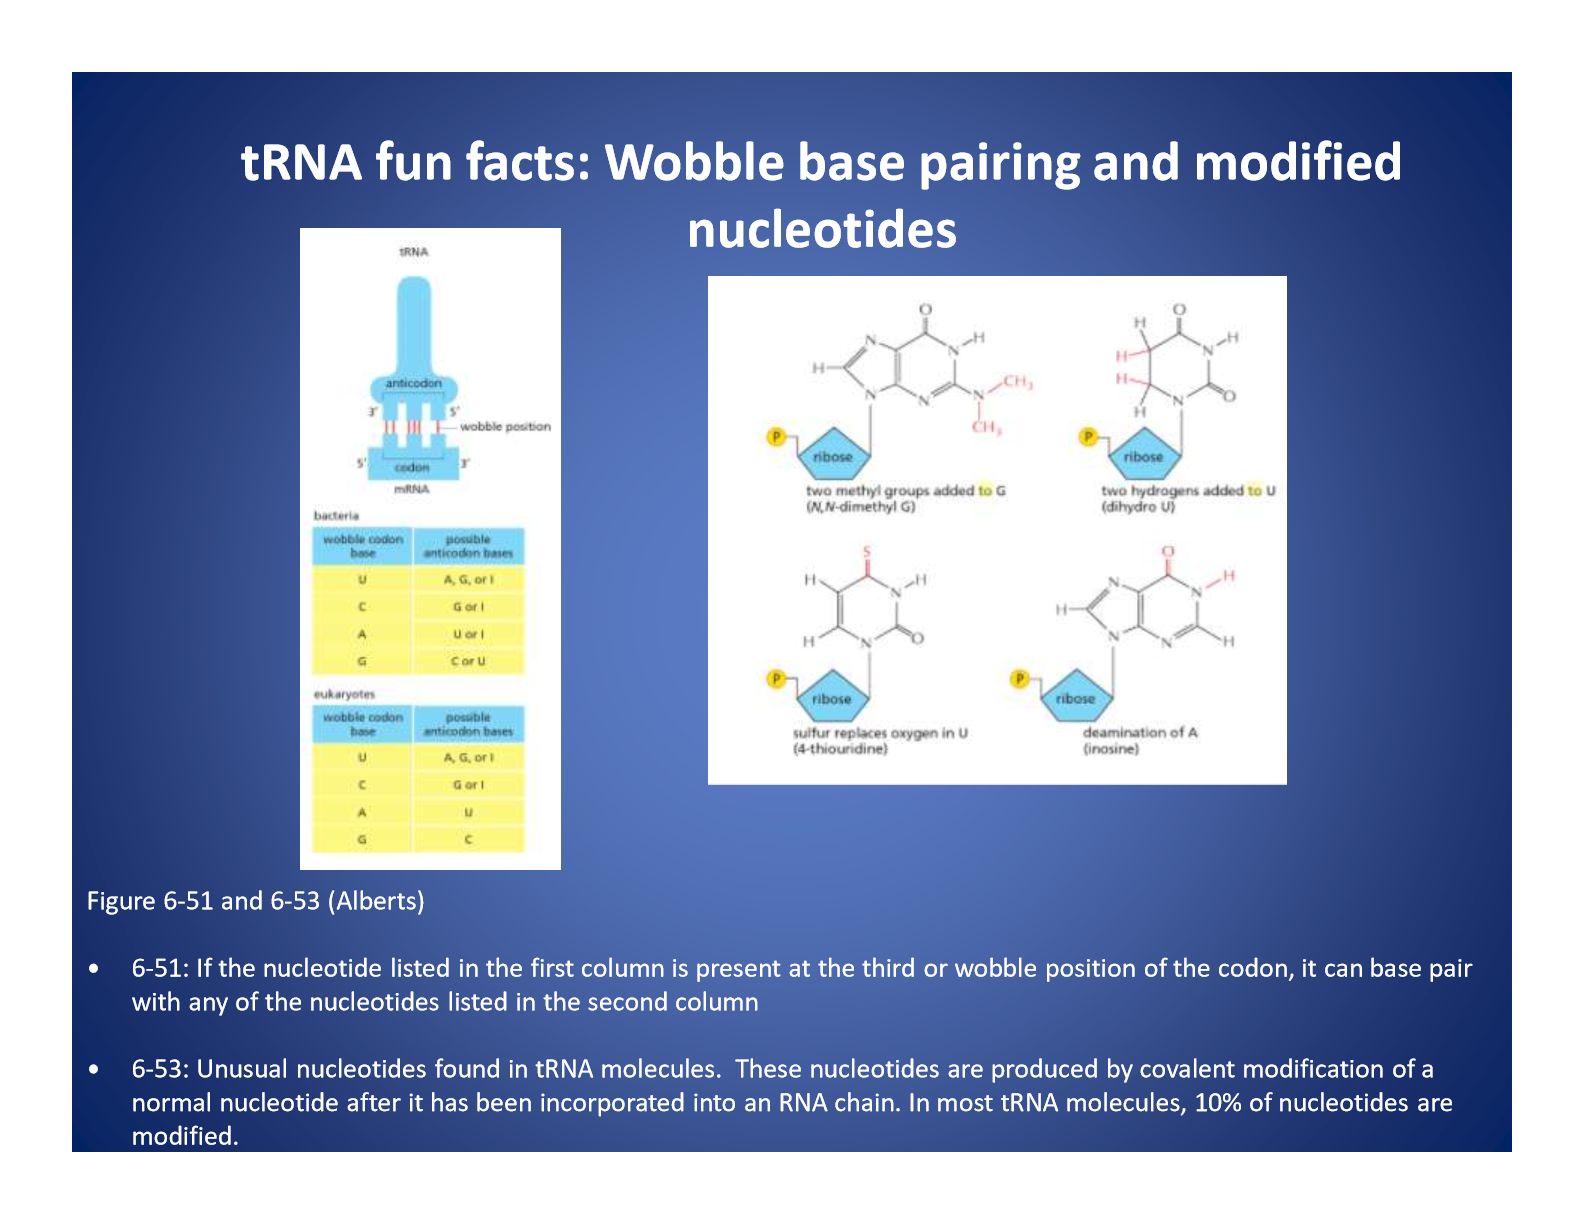 tRNA fun facts: Wobble base pairing and modified
nucleotides
tRNA
anticodon
3' 5'
wobble position
5' 3'
codon
mRNA
bacteria
wobble codon base possible anticodon bases
U A, G, or I
C G or I
A U or I
G C or U
eukaryotes
wobble codon base possible anticodon bases
U A, G, or I
C G or I
A U
G C
O
N N H
H
N N N CH3
CH3
P
ribose
two methyl groups added to G
(N,N-dimethyl G)
O
H
N H
H
H
H N O
P
ribose
two hydrogens added to U
(dihydro U)
S
H N H
H N O
P
ribose
sulfur replaces oxygen in U
(4-thiouridine)
O
N N H
H
N N H
P
ribose
deamination of A
(inosine)
Figure 6-51 and 6-53 (Alberts)
• 6-51: If the nucleotide listed in the first column is present at the third or wobble position of the codon, it can base pair
with any of the nucleotides listed in the second column
• 6-53: Unusual nucleotides found in tRNA molecules.  These nucleotides are produced by covalent modification of a
normal nucleotide after it has been incorporated into an RNA chain. In most tRNA molecules, 10% of nucleotides are
modified.